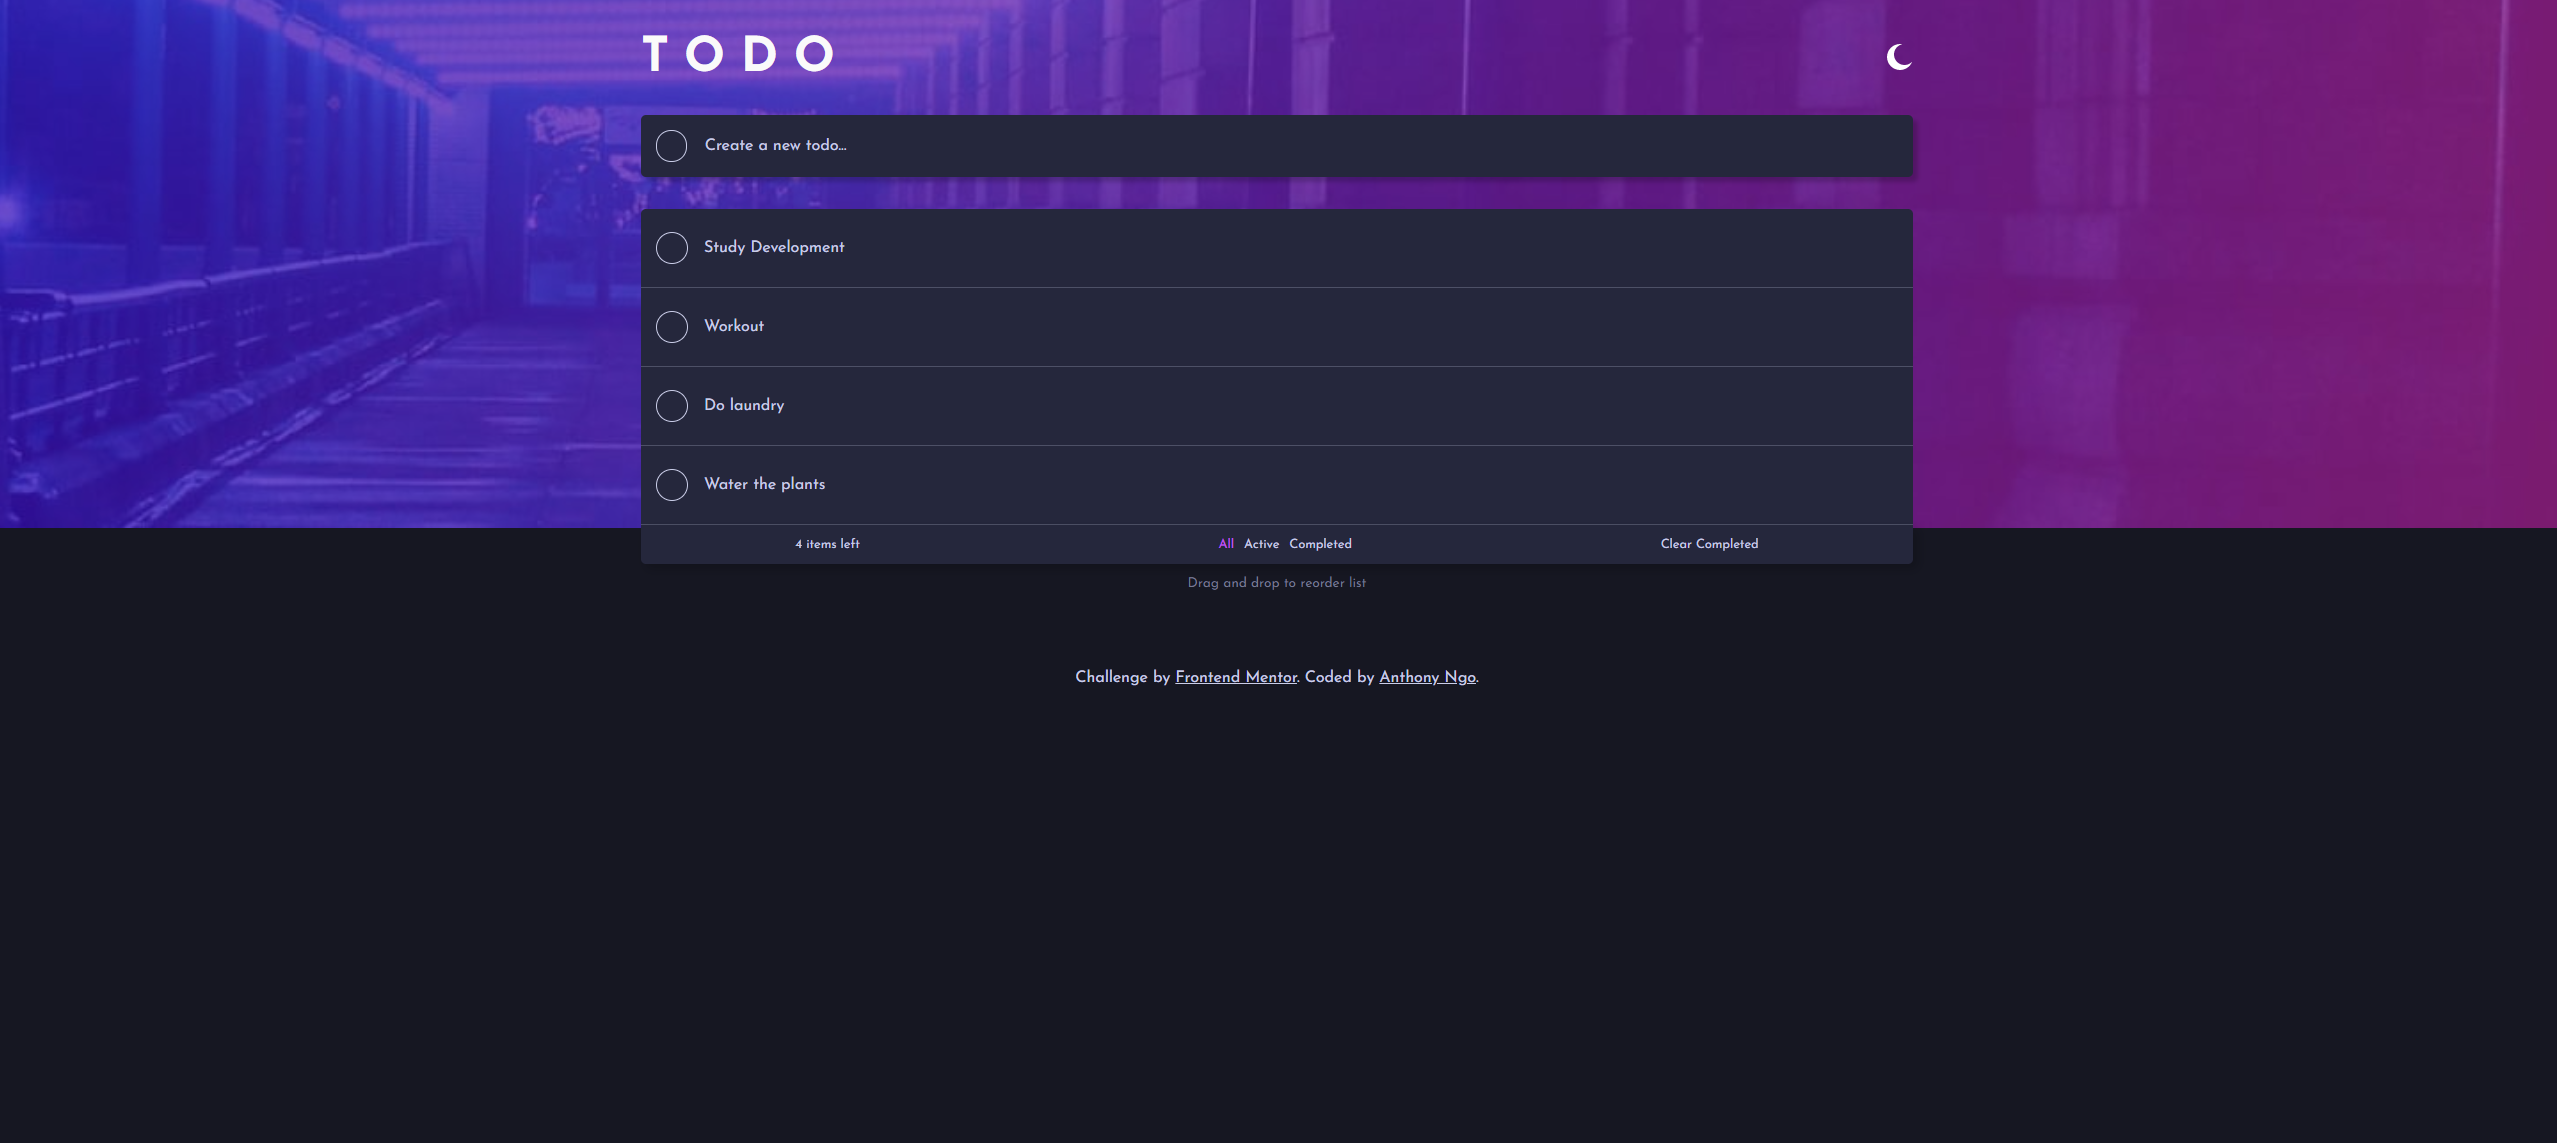 TODO
Create a new todo...
Study Development
Workout
Do laundry
Water the plants
4 items left All Active Completed Clear Completed
Drag and drop to reorder list
Challenge by Frontend Mentor. Coded by Anthony Ngo.